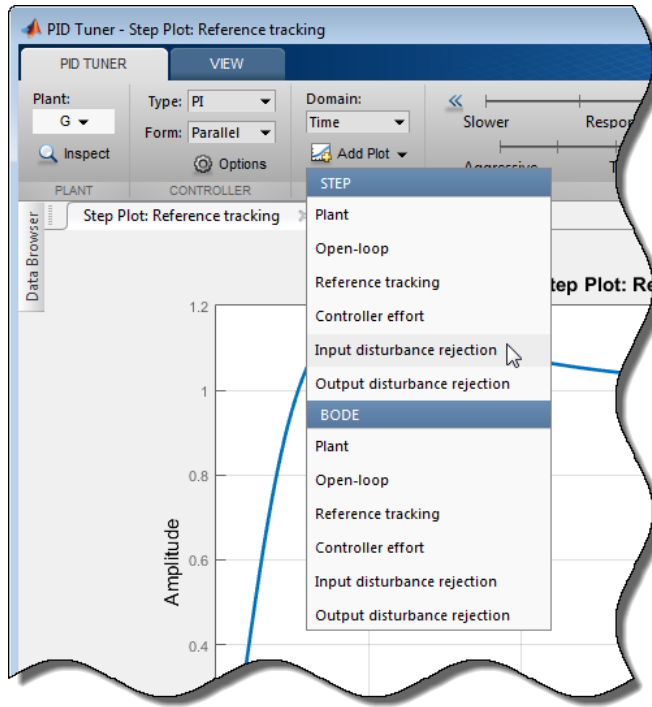 PID Tuner - Step Plot: Reference tracking
PID TUNER VIEW
Plant: Type: PI Domain:
G Form: Parallel Time Slower
Inspect Options Add Plot
PLANT CONTROLLER
Data Browser
Step Plot: Reference tracking
STEP
Plant
Open-loop
Reference tracking
Controller effort
Input disturbance rejection
Output disturbance rejection
BODE
Plant
Open-loop
Reference tracking
Controller effort
Input disturbance rejection
Output disturbance rejection
Plot:
Amplitude
1.2
1
0.8
0.6
0.4